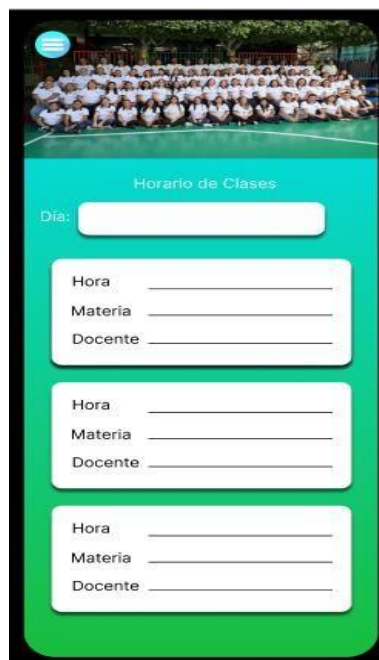 Horario de Clases
Día:
Hora
Materia
Docente
Hora
Materia
Docente
Hora
Materia
Docente